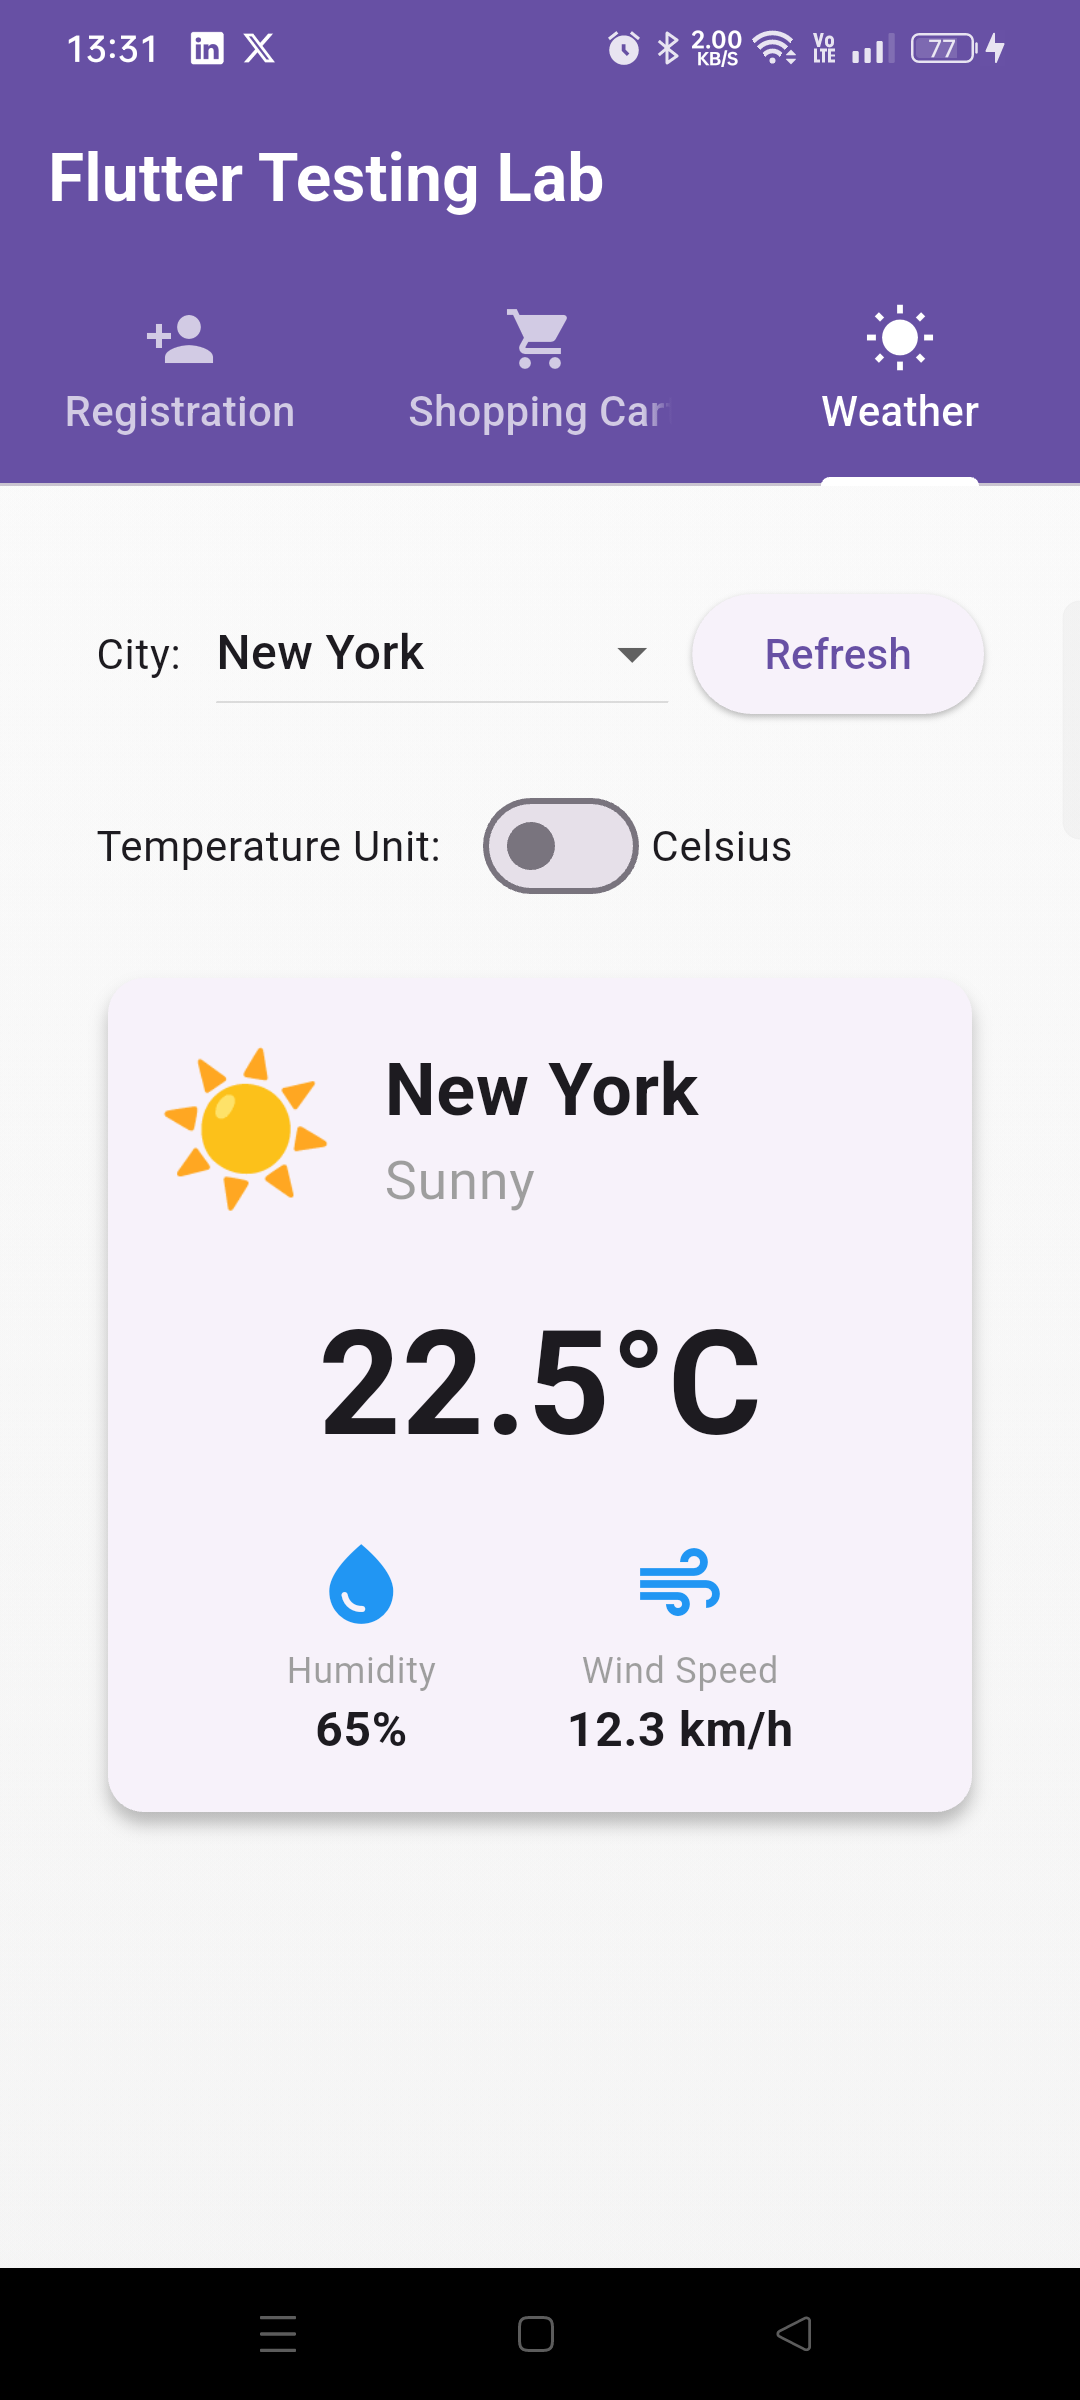 13:31 in X 2.00 KB/S Vo LTE 77
Flutter Testing Lab
Registration Shopping Car Weather
City: New York Refresh
Temperature Unit: Celsius
New York
Sunny
22.5°C
Humidity Wind Speed
65% 12.3 km/h